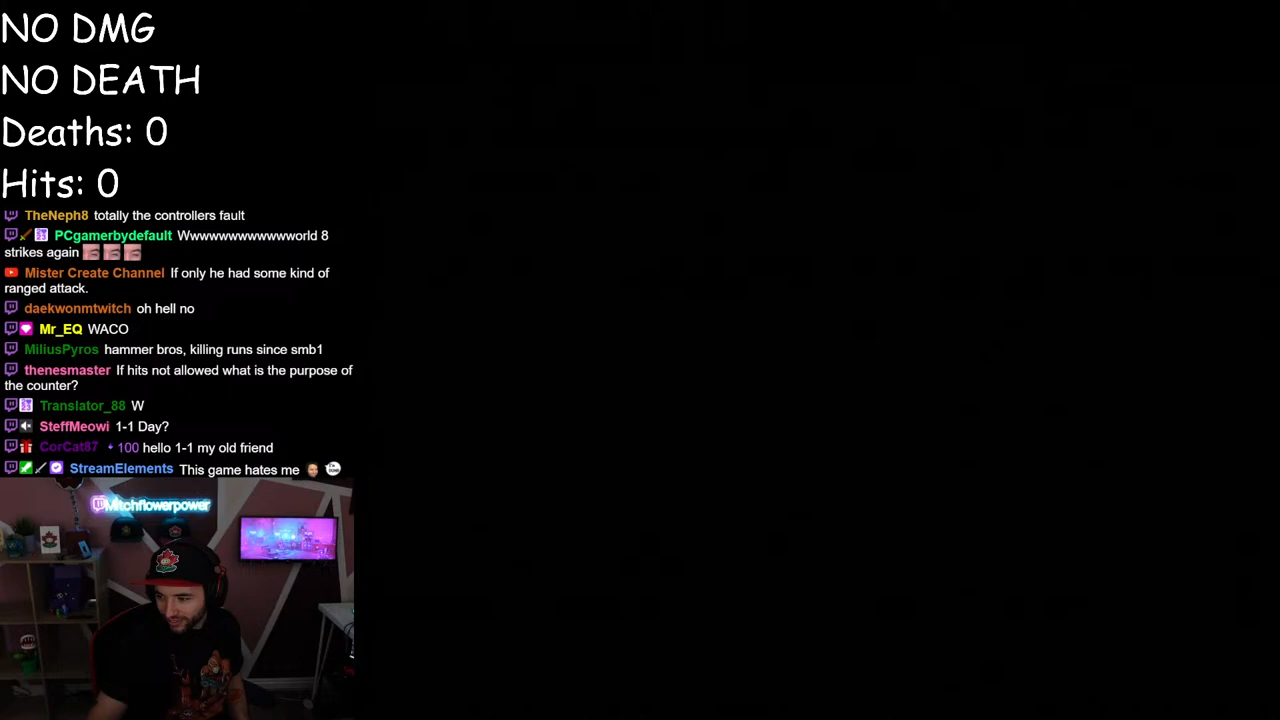 NO DMG
NO DEATH
Deaths: 0
Hits: 0
TheNeph8 totally the controllers fault
PCgamerbydefault Wwwwwwwwwwwworld 8
strikes again
Mister Create Channel If only he had some kind of
ranged attack.
daekwonmtwitch oh hell no
Mr_EQ WACO
MiliusPyros hammer bros, killing runs since smb1
thenesmaster If hits not allowed what is the purpose of
the counter?
Translator_88 W
SteffMeowi 1-1 Day?
CorCat87 100 hello 1-1 my old friend
StreamElements This game hates me
Mitchflowerpower